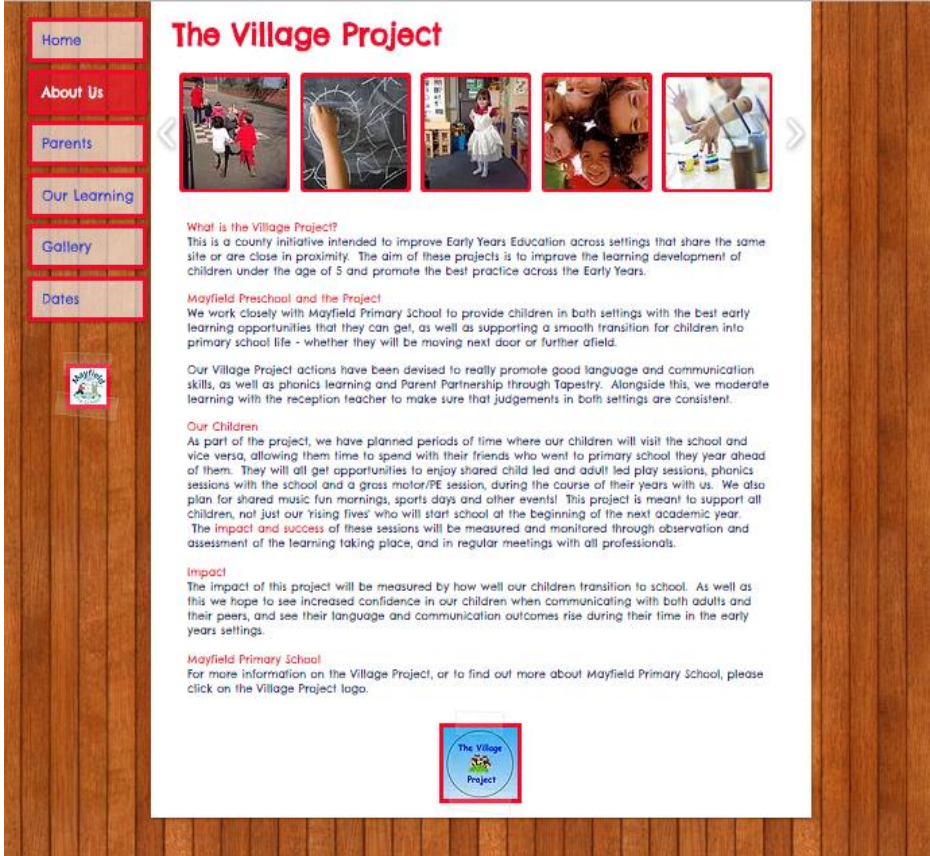 Home
About Us
Parents
Our Learning
Gallery
Dates
Mayfield
The Village Project
What is the Village Project?
This is a county initiative intended to improve Early Years Education across settings that share the same
site or are close in proximity.  The aim of these projects is to improve the learning development of
children under the age of 5 and promote the best practice across the Early Years.
Mayfield Preschool and the Project
We work closely with Mayfield Primary School to provide children in both settings with the best early
learning opportunities that they can get, as well as supporting a smooth transition for children into
primary school life - whether they will be moving next door or further afield.
Our Village Project actions have been devised to really promote good language and communication
skills, as well as phonics learning and Parent Partnership through Tapestry.  Alongside this, we moderate
learning with the reception teacher to make sure that judgements in both settings are consistent.
Our Children
As part of the project, we have planned periods of time where our children will visit the school and
vice versa, allowing them time to spend with their friends who went to primary school they year ahead
of them.  They will all get opportunities to enjoy shared child led and adult led play sessions, phonics
sessions with the school and a gross motor/PE session, during the course of their years with us.  We also
plan for shared music fun mornings, sports days and other events!  This project is meant to support all
children, not just our 'rising fives' who will start school at the beginning of the next academic year.
The impact and success of these sessions will be measured and monitored through observation and
assessment of the learning taking place, and in regular meetings with all professionals.
Impact
The impact of this project will be measured by how well our children transition to school.  As well as
this we hope to see increased confidence in our children when communicating with both adults and
their peers, and see their language and communication outcomes rise during their time in the early
years settings.
Mayfield Primary School
For more information on the Village Project, or to find out more about Mayfield Primary School, please
click on the Village Project logo.
The Village
Project